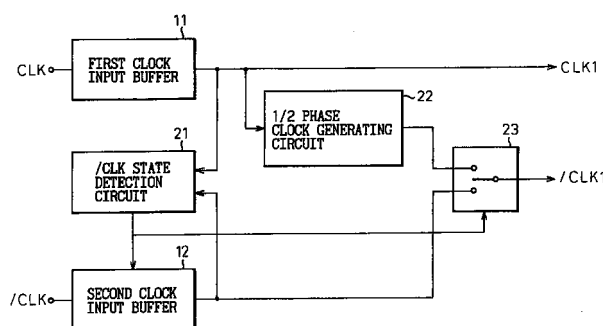 11
CLK
FIRST CLOCK
INPUT BUFFER
CLK1
22
1/2 PHASE
CLOCK GENERATING
CIRCUIT
23
21
/CLK STATE
DETECTION
CIRCUIT
/CLK1
12
/CLK
SECOND CLOCK
INPUT BUFFER